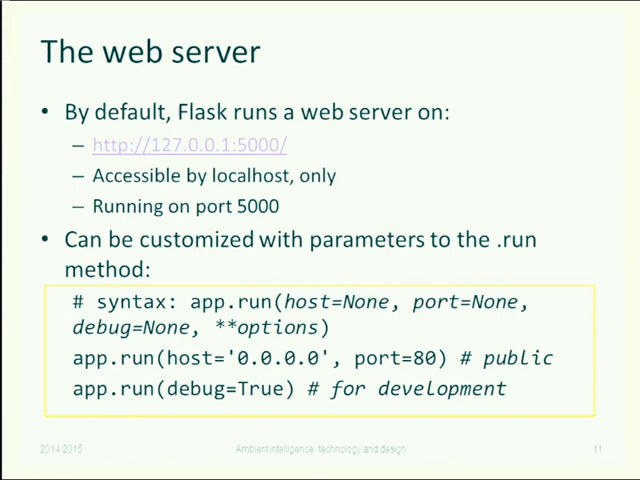 The web server
• By default, Flask runs a web server on:
– http://127.0.0.1:5000/
– Accessible by localhost, only
– Running on port 5000
• Can be customized with parameters to the .run
method:
# syntax: app.run(host=None, port=None,
debug=None, **options)
app.run(host='0.0.0.0', port=80) # public
app.run(debug=True) # for development
2014/2015 Ambient intelligence: technology and design 11